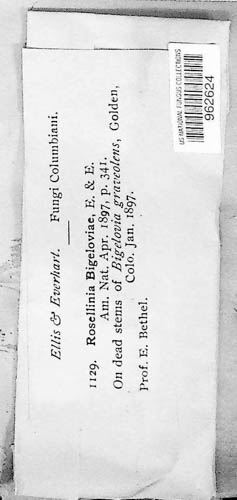 Ellis & Everhart. Fungi Columbiani.
1129. Rosellinia Bigeloviae, E. & E.
Am. Nat. Apr. 1897, p. 341.
On dead stems of Bigelovia graveolens, Golden,
Colo. Jan. 1897.
Prof. E. Bethel.
US NATIONAL FUNGUS COLLECTIONS
962624